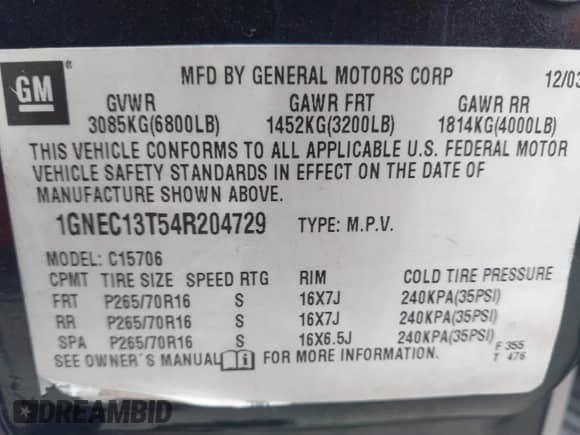 GM ®
MFD BY GENERAL MOTORS CORP 12/03
GVWR GAWR FRT GAWR RR
3085KG(6800LB) 1452KG(3200LB) 1814KG(4000LB)
THIS VEHICLE CONFORMS TO ALL APPLICABLE U.S. FEDERAL MOTOR
VEHICLE SAFETY STANDARDS IN EFFECT ON THE DATE OF
MANUFACTURE SHOWN ABOVE.
1GNEC13T54R204729 TYPE: M.P.V.
MODEL: C15706
CPMT TIRE SIZE SPEED RTG RIM COLD TIRE PRESSURE
FRT P265/70R16 S 16X7J 240KPA(35PSI)
RR P265/70R16 S 16X7J 240KPA(35PSI)
SPA P265/70R16 S 16X6.5J 240KPA(35PSI)
SEE OWNER'S MANUAL i FOR MORE INFORMATION.
F 355
T 476
DREAMBID